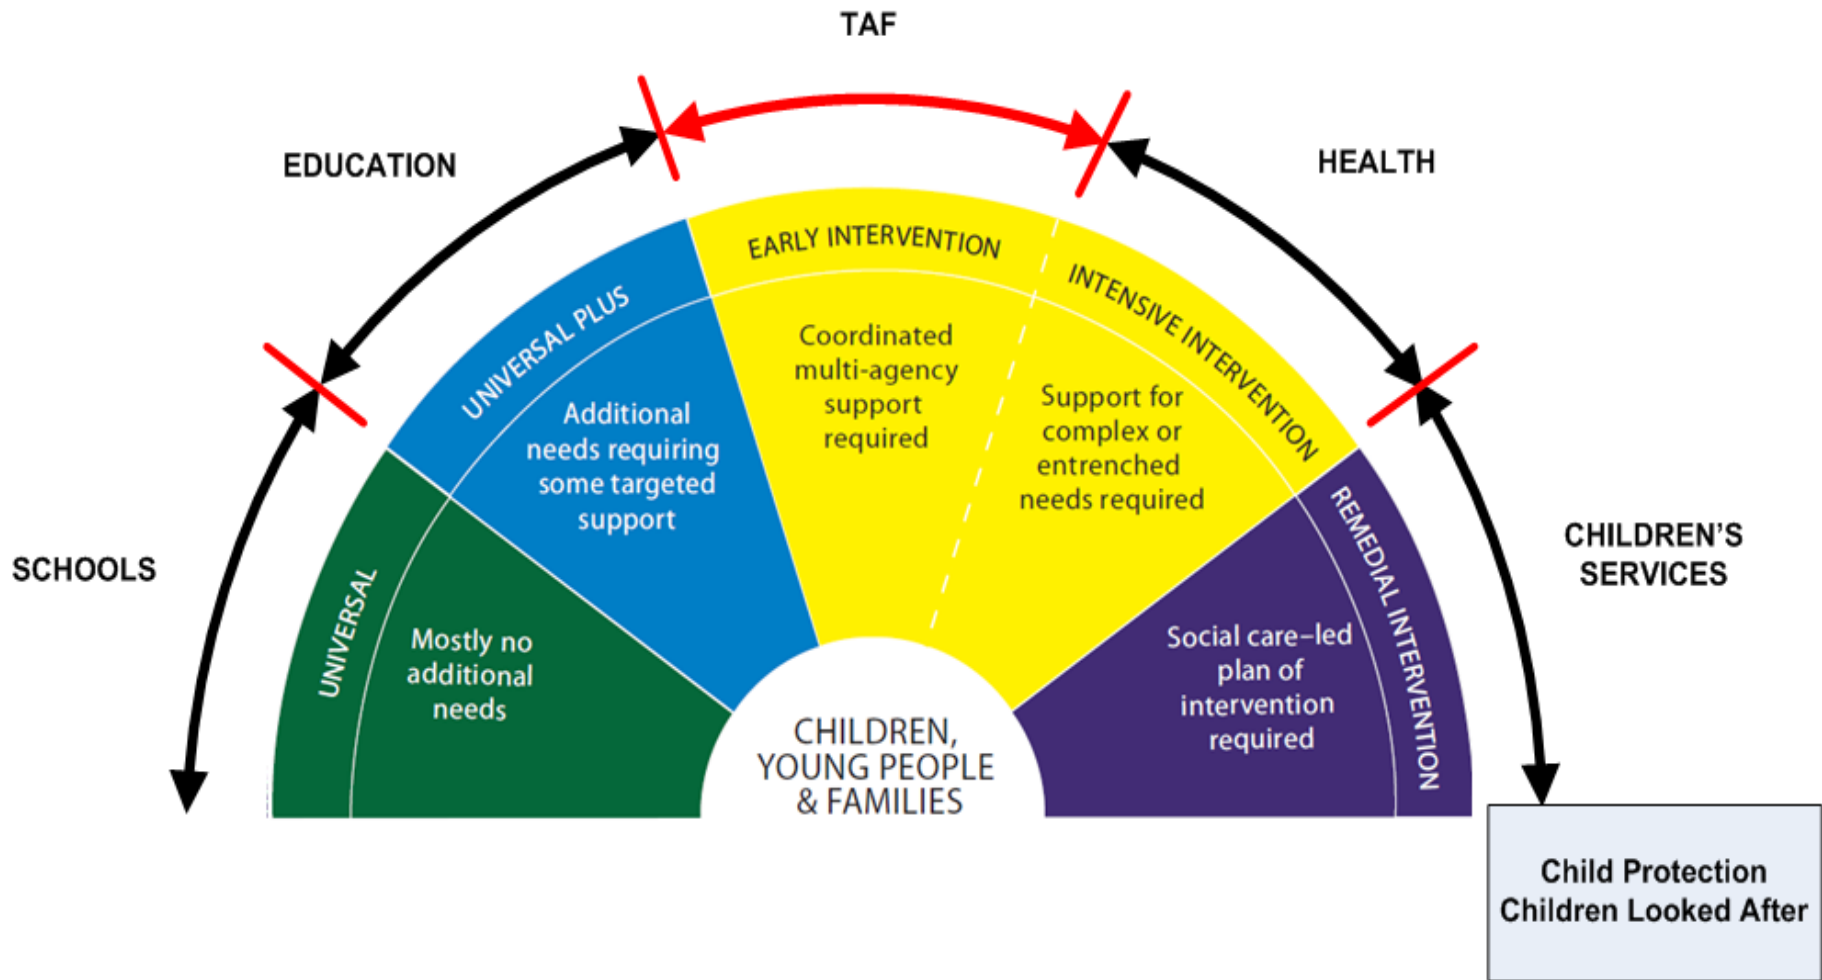 TAF
EDUCATION
HEALTH
SCHOOLS
CHILDREN'S
SERVICES
UNIVERSAL
Mostly no
additional
needs
UNIVERSAL PLUS
Additional
needs requiring
some targeted
support
EARLY INTERVENTION
Coordinated
multi-agency
support
required
INTENSIVE INTERVENTION
Support for
complex or
entrenched
needs required
REMEDIAL INTERVENTION
Social care–led
plan of
intervention
required
CHILDREN,
YOUNG PEOPLE
& FAMILIES
Child Protection
Children Looked After